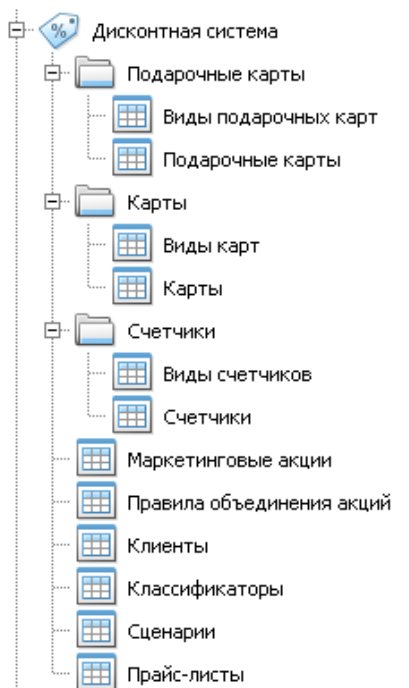 Дисконтная система
Подарочные карты
Виды подарочных карт
Подарочные карты
Карты
Виды карт
Карты
Счетчики
Виды счетчиков
Счетчики
Маркетинговые акции
Правила объединения акций
Клиенты
Классификаторы
Сценарии
Прайс-листы